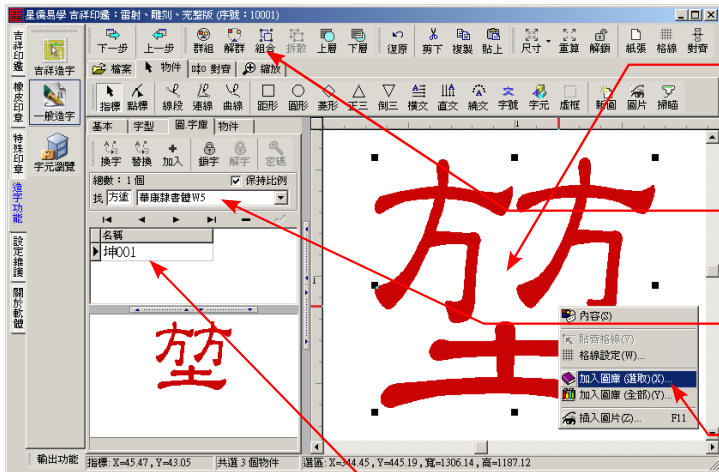 星僑易學 吉祥印鑑：雷射、雕刻、完整版 (序號：10001)
吉祥印鑑
橡皮印章
特殊印章
造字功能
設定維護
關於軟體
吉祥造字
一般造字
字元瀏覽
輸出功能
下一步 上一步 群組 解群 組合 拆散 上層 下層 復原 剪下 複製 貼上 尺寸 重算 解鎖 紙張 格線 對齊
檔案 物件 對齊 縮放
指標 點標 線段 連線 曲線 距形 圓形 菱形 正三 倒三 橫文 直文 繞文 字號 字元 虛框 新圖 圖片 掃瞄
基本 字型 圖.字庫 物件
換字 替換 加入 鎖字 解字 密碼
總數：1個 保持比例
找 方塗 華康隸書體W5
名稱
坤001
1
1
內容(S)
貼齊格線(V)
格線設定(W)...
加入圖庫 (選取)(X)...
加入圖庫 (全部)(Y)...
插入圖片(Z)... F11
指標: X=45.47 , Y=43.05 共選 3 個物件 選區: X=344.45 , Y=445.19 , 寬=1306.14 , 高=1187.12